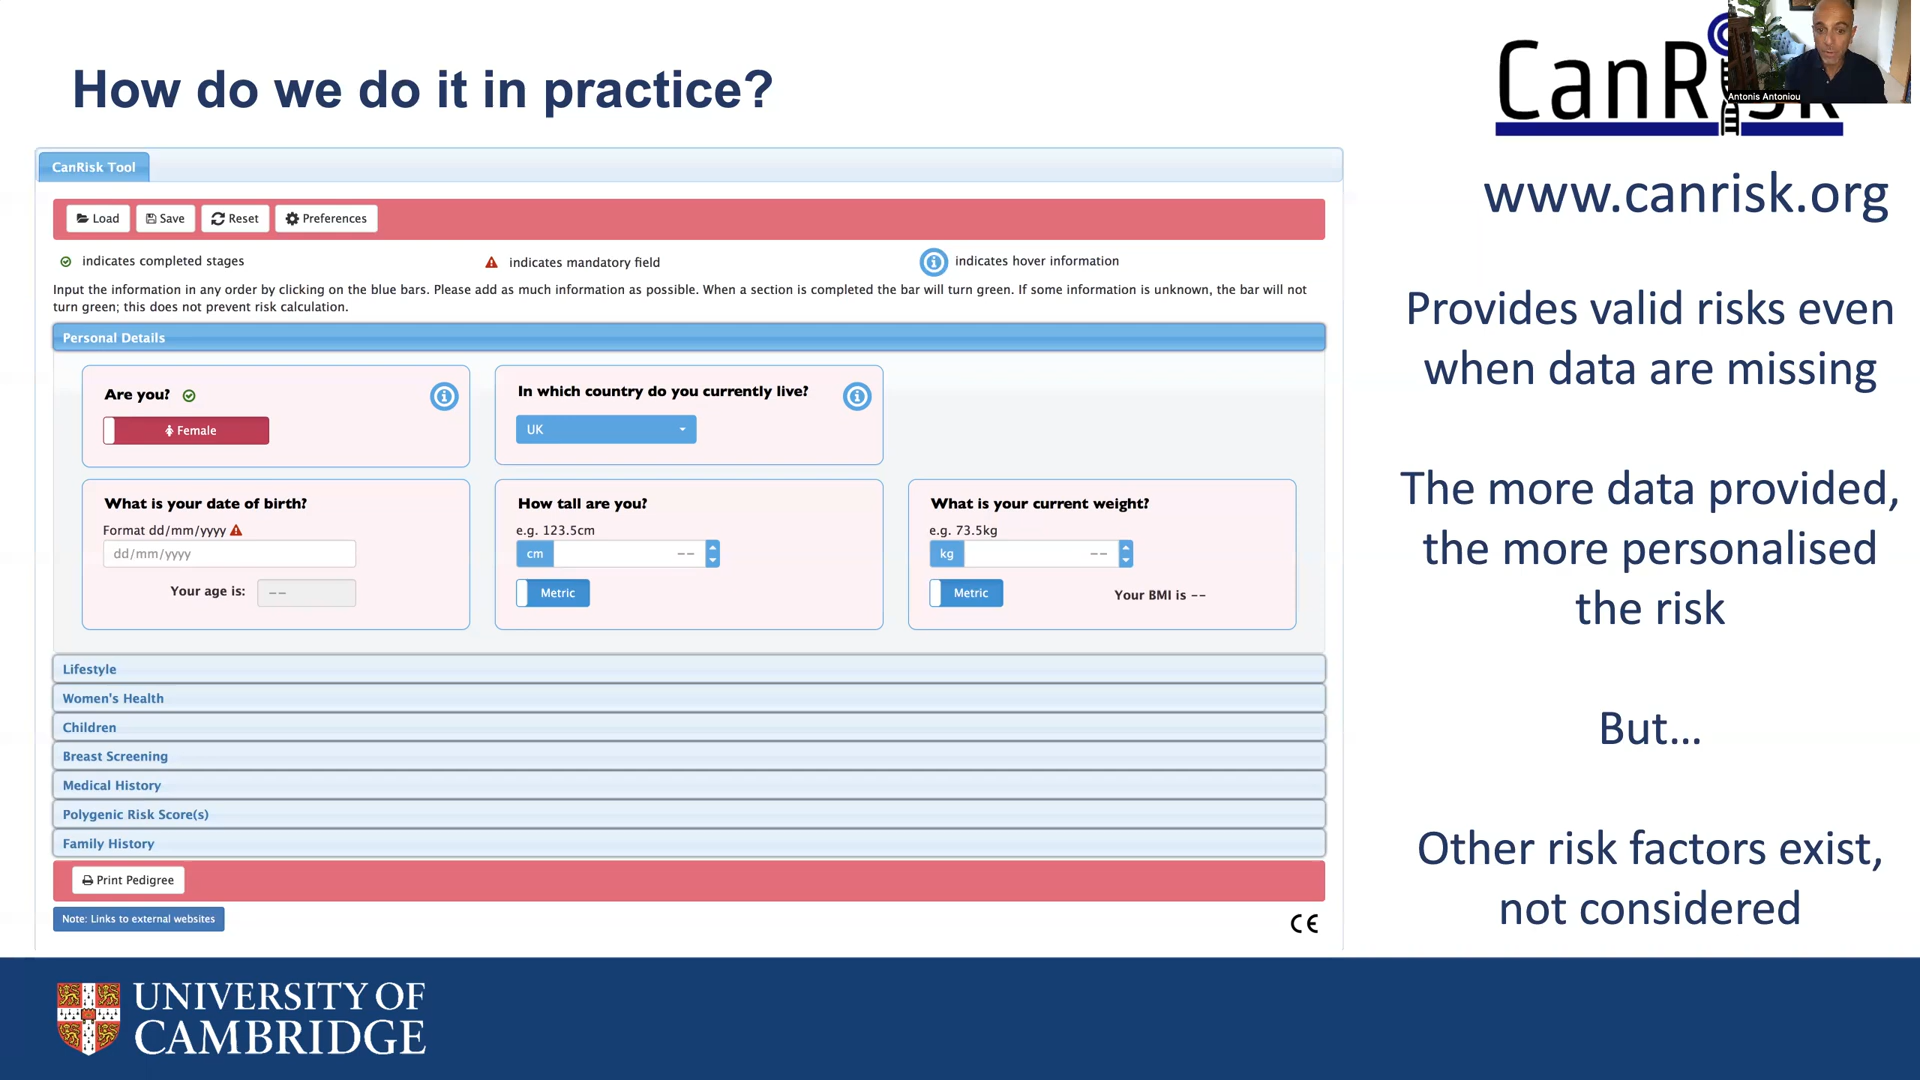 How do we do it in practice?
CanRisk
Antonis Antoniou
www.canrisk.org
CanRisk Tool
Load
Save
Reset
Preferences
indicates completed stages
indicates mandatory field
indicates hover information
Input the information in any order by clicking on the blue bars. Please add as much information as possible. When a section is completed the bar will turn green. If some information is unknown, the bar will not
turn green; this does not prevent risk calculation.
Personal Details
Are you?
Female
In which country do you currently live?
UK
What is your date of birth?
Format dd/mm/yyyy
dd/mm/yyyy
Your age is: --
How tall are you?
e.g. 123.5cm
cm --
Metric
What is your current weight?
e.g. 73.5kg
kg --
Metric
Your BMI is --
Lifestyle
Women's Health
Children
Breast Screening
Medical History
Polygenic Risk Score(s)
Family History
Print Pedigree
Note: Links to external websites
CE
Provides valid risks even
when data are missing
The more data provided,
the more personalised
the risk
But...
Other risk factors exist,
not considered
UNIVERSITY OF
CAMBRIDGE